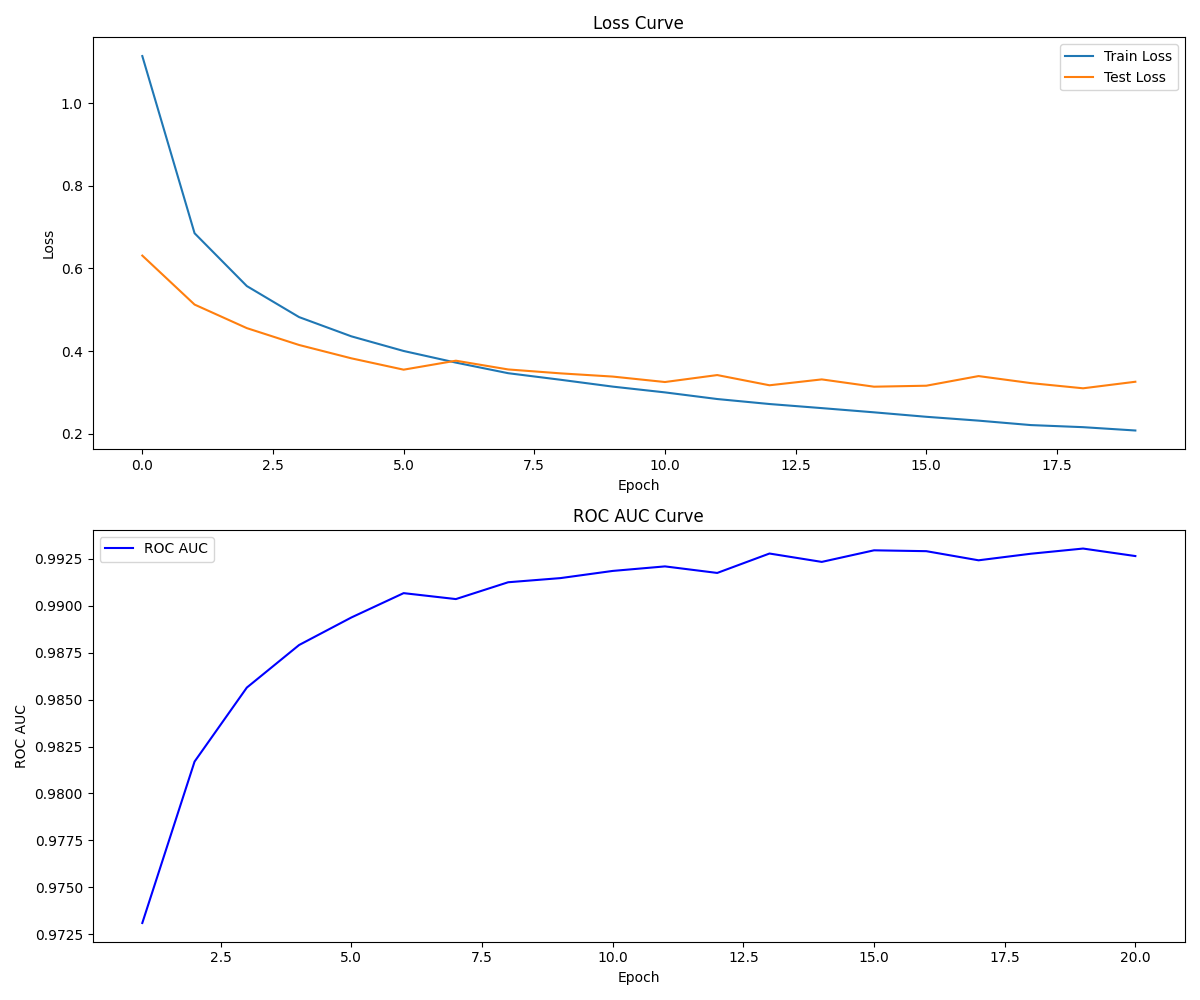 Loss Curve
Train Loss
Test Loss
1.0
0.8
0.6
0.4
0.2
Loss
0.0 2.5 5.0 7.5 10.0 12.5 15.0 17.5
Epoch
ROC AUC Curve
ROC AUC
0.9925
0.9900
0.9875
0.9850
0.9825
0.9800
0.9775
0.9750
0.9725
ROC AUC
2.5 5.0 7.5 10.0 12.5 15.0 17.5 20.0
Epoch